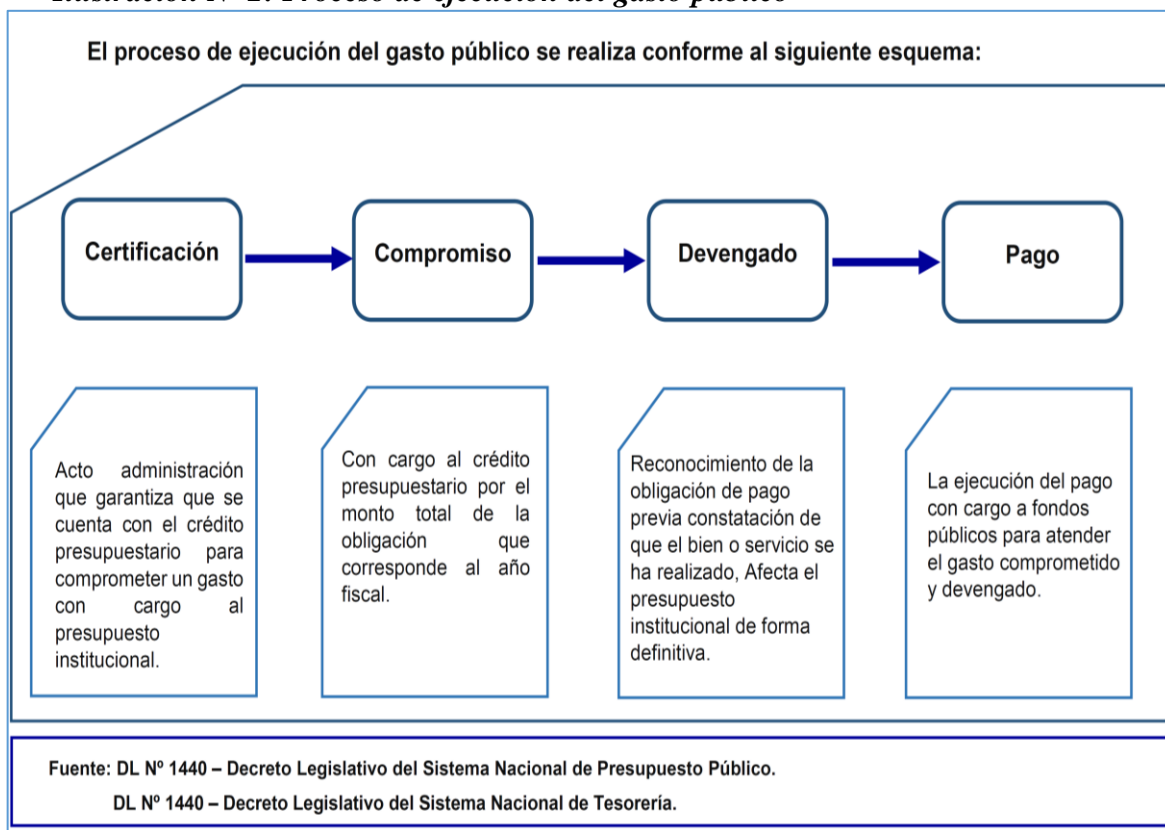 El proceso de ejecución del gasto público se realiza conforme al siguiente esquema:
Certificación
Compromiso
Devengado
Pago
Acto administración
que garantiza que se
cuenta con el crédito
presupuestario para
comprometer un gasto
con cargo al
presupuesto
institucional.
Con cargo al crédito
presupuestario por el
monto total de la
obligación que
corresponde al año
fiscal.
Reconocimiento de la
obligación de pago
previa constatación de
que el bien o servicio se
ha realizado, Afecta el
presupuesto
institucional de forma
definitiva.
La ejecución del pago
con cargo a fondos
públicos para atender
el gasto comprometido
y devengado.
Fuente: DL Nº 1440 – Decreto Legislativo del Sistema Nacional de Presupuesto Público.
DL Nº 1440 – Decreto Legislativo del Sistema Nacional de Tesorería.